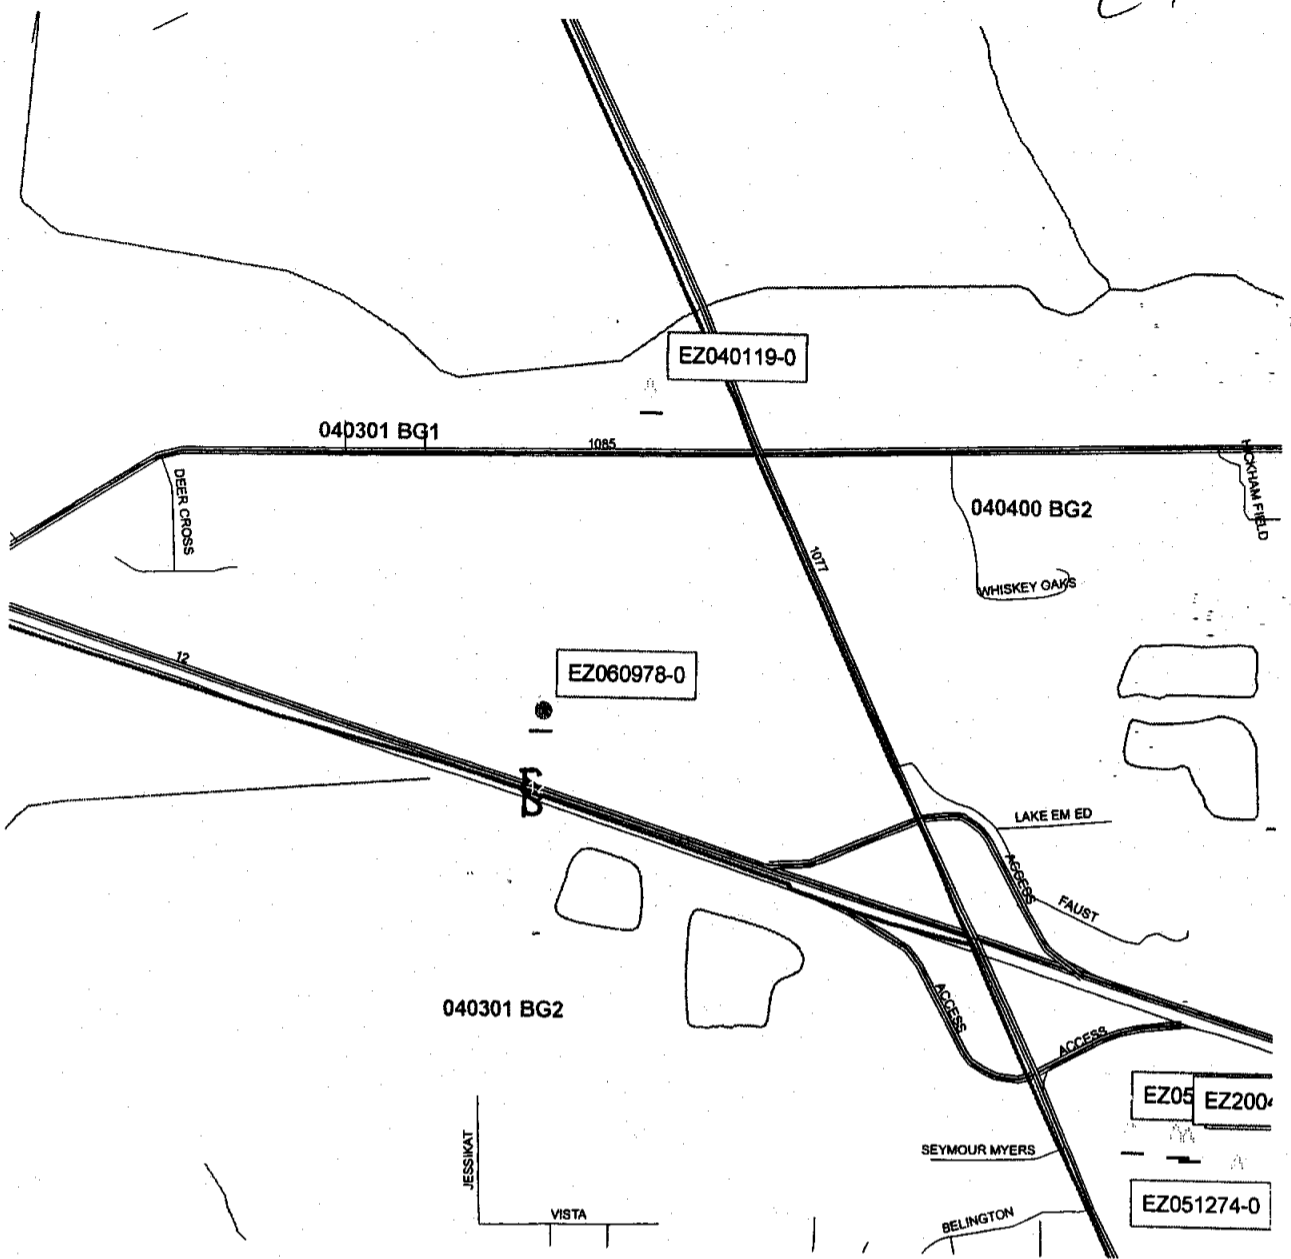 EZ040119-0
040301 BG1
1085
HICKHAM FIELD
DEER CROSS
040400 BG2
1077
WHISKEY OAKS
12
EZ060978-0
LAKE EM ED
ACCESS
FAUST
040301 BG2
ACCESS
ACCESS
EZ05
EZ2004
SEYMOUR MYERS
JESSIKAT
EZ051274-0
VISTA
BELINGTON